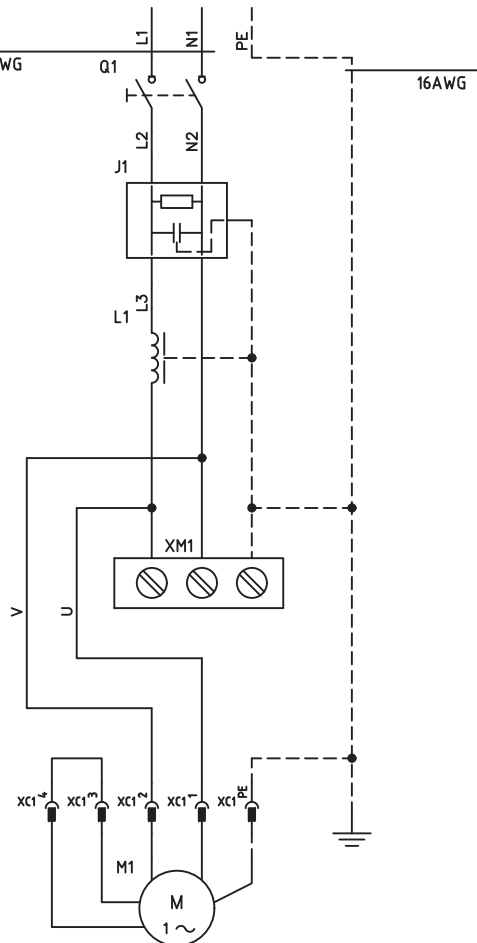 L1
N1
PE
WG
Q1
16AWG
L2
N2
J1
L3
L1
XM1
V
U
XC1 4
XC1 3
XC1 2
XC1 1
XC1 PE
M1
M
1 ~